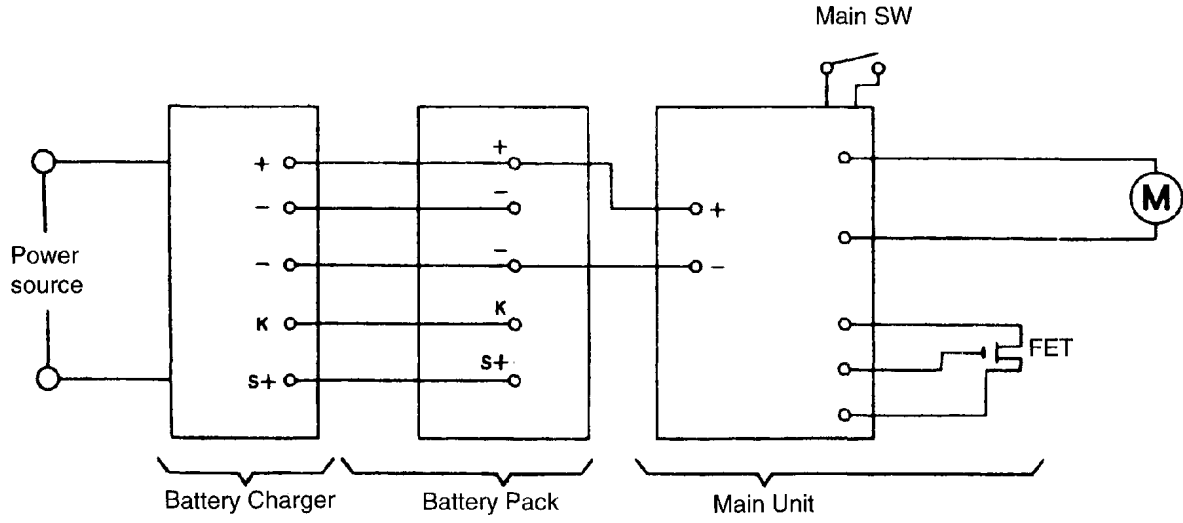 Main SW
+
+
-
-
+
M
Power
source
-
-
-
K
K
FET
S+
S+
Battery Charger
Battery Pack
Main Unit